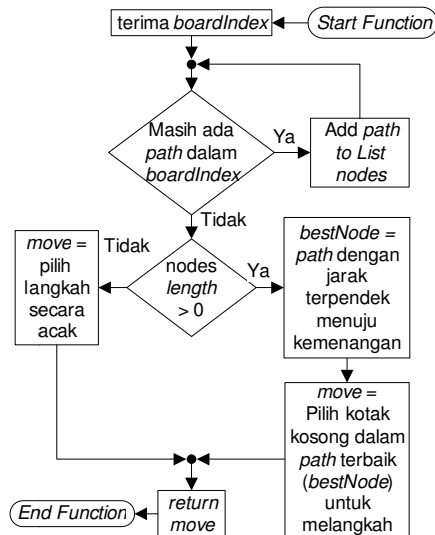 terima boardIndex
Start Function
Masih ada
path dalam
boardIndex
Ya
Add path
to List
nodes
Tidak
move =
pilih
langkah
secara
acak
Tidak
nodes
length
> 0
Ya
bestNode =
path dengan
jarak
terpendek
menuju
kemenangan
move =
Pilih kotak
kosong dalam
path terbaik
(bestNode)
untuk
melangkah
End Function
return
move